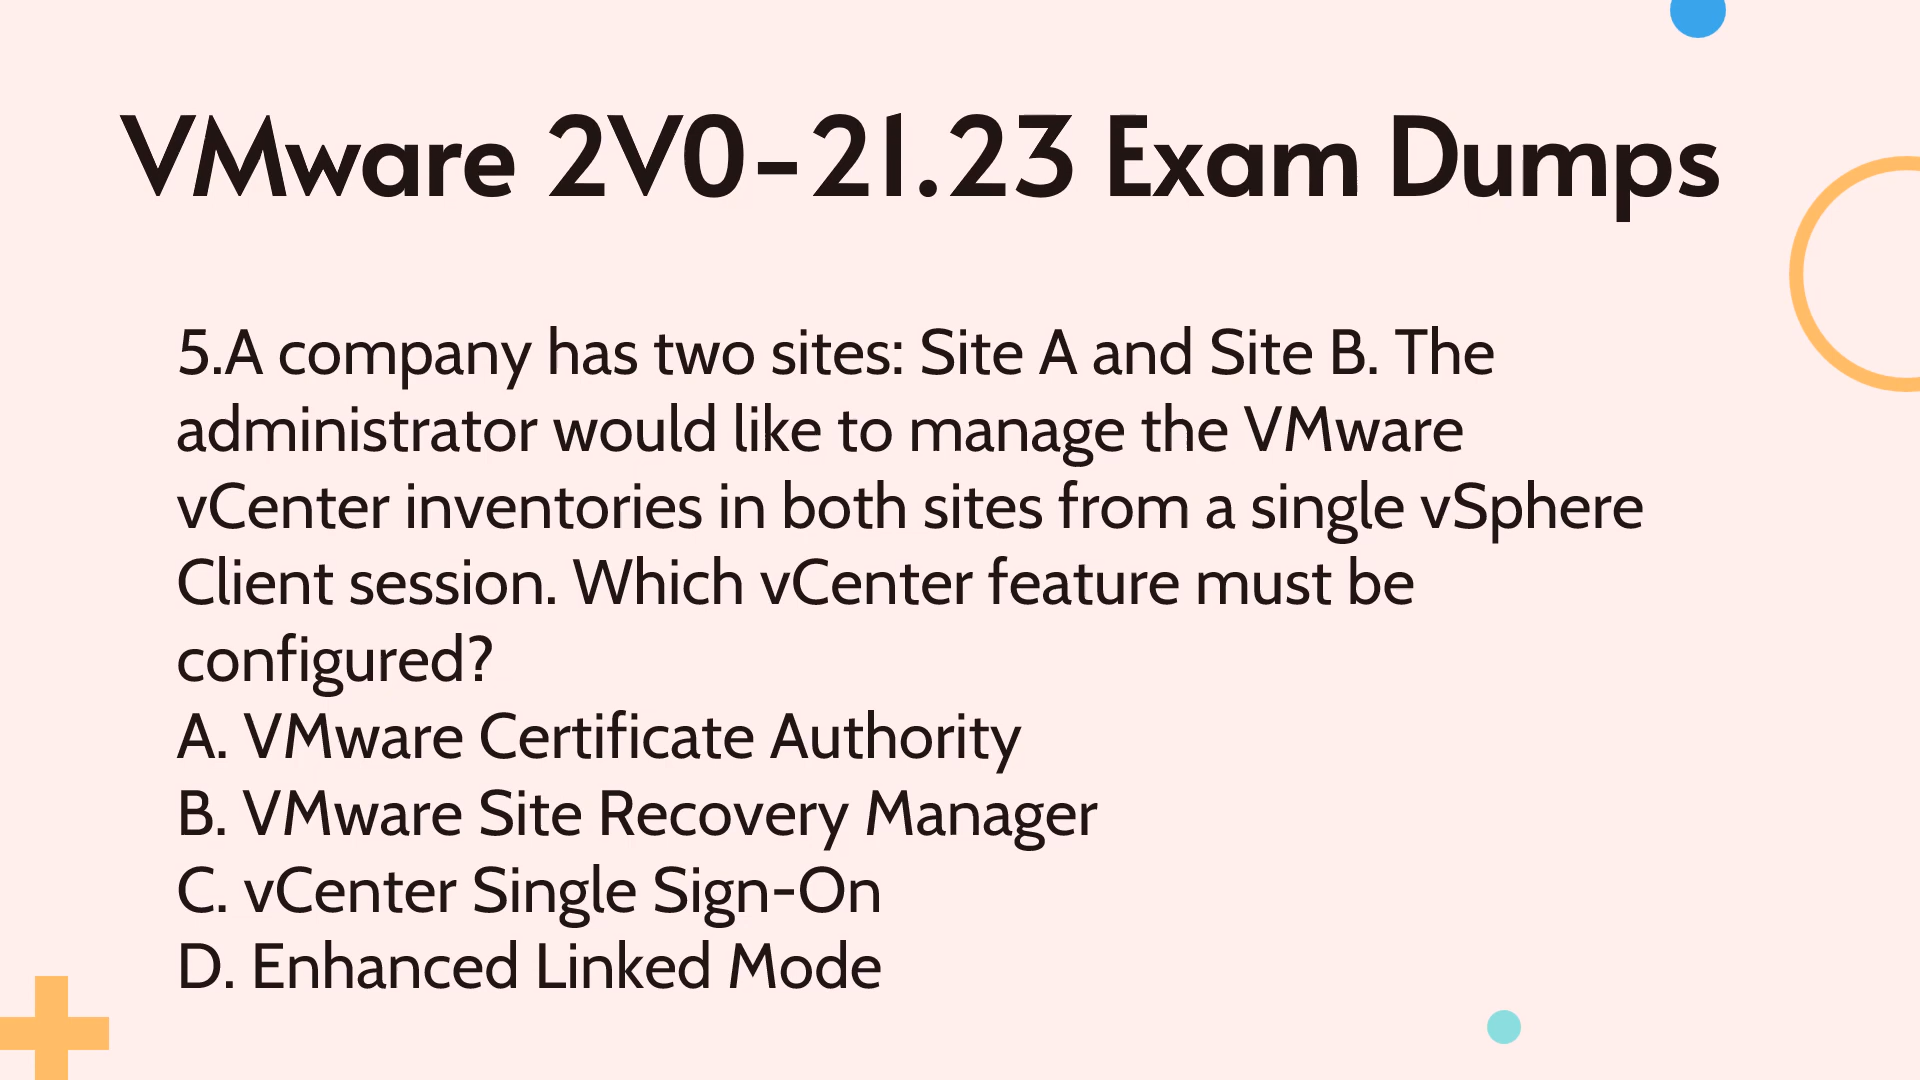 VMware 2V0-21.23 Exam Dumps
5.A company has two sites: Site A and Site B. The
administrator would like to manage the VMware
vCenter inventories in both sites from a single vSphere
Client session. Which vCenter feature must be
configured?
A. VMware Certificate Authority
B. VMware Site Recovery Manager
C. vCenter Single Sign-On
D. Enhanced Linked Mode